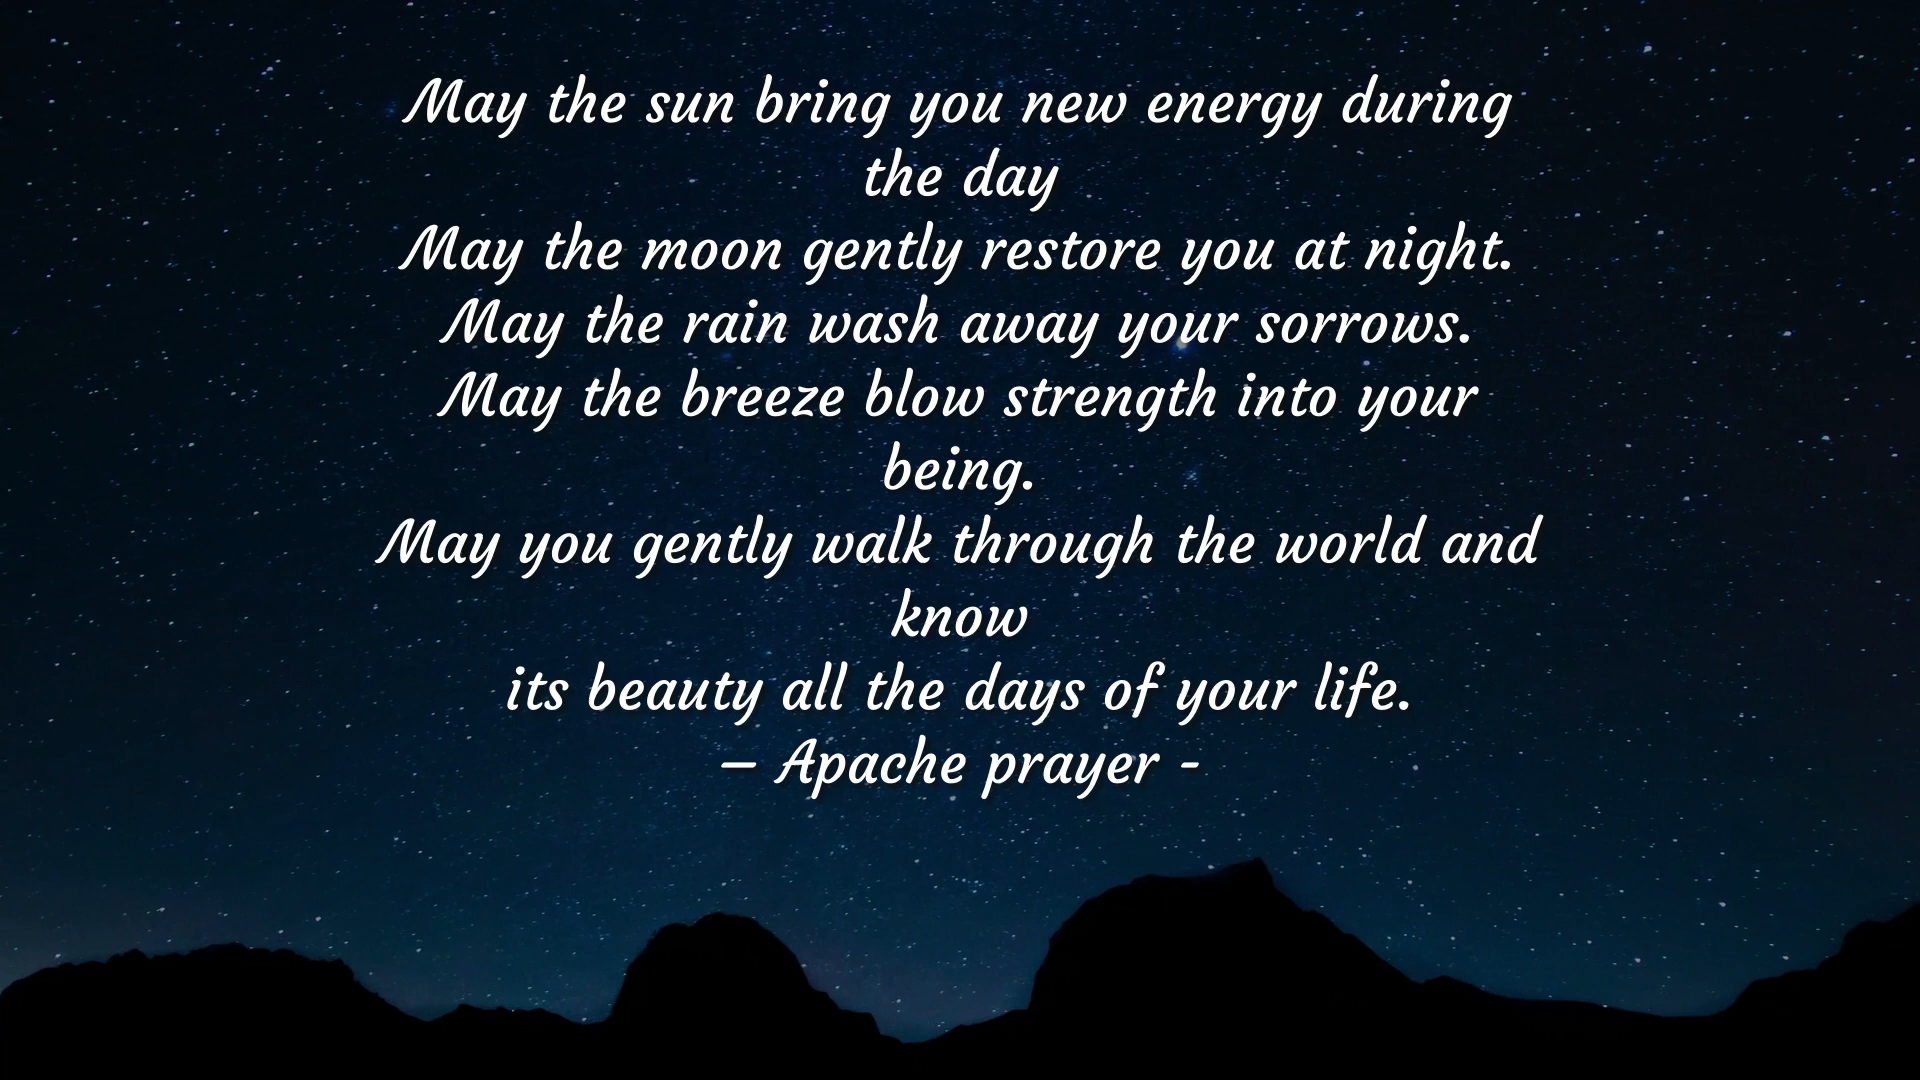 May the sun bring you new energy during
the day
May the moon gently restore you at night.
May the rain wash away your sorrows.
May the breeze blow strength into your
being.
May you gently walk through the world and
know
its beauty all the days of your life.
– Apache prayer -